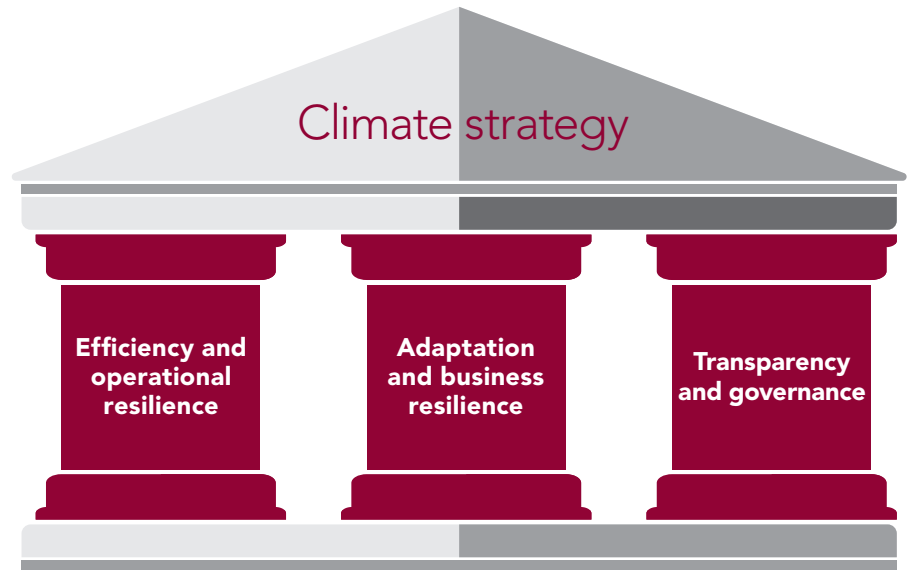 Climate strategy
Efficiency and
operational
resilience
Adaptation
and business
resilience
Transparency
and governance